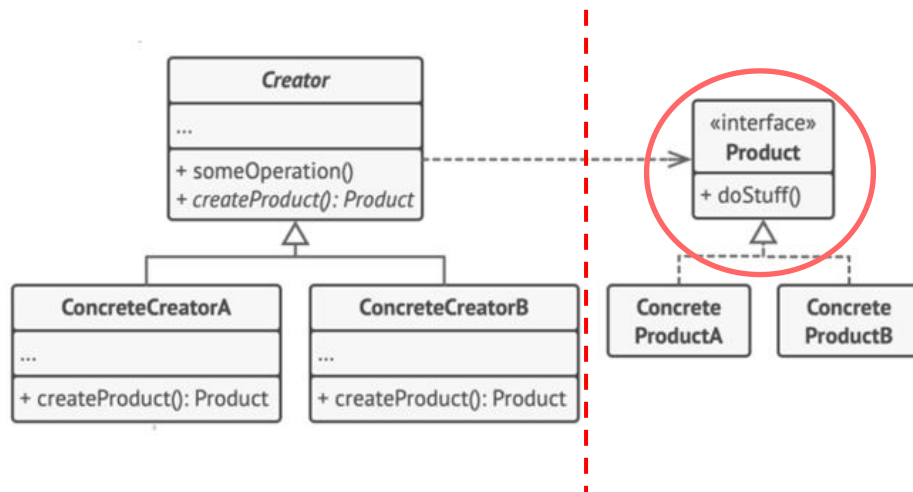 Creator
...
+ someOperation()
+ createProduct(): Product
«interface»
Product
+ doStuff()
ConcreteCreatorA
...
+ createProduct(): Product
ConcreteCreatorB
...
+ createProduct(): Product
Concrete
ProductA
Concrete
ProductB